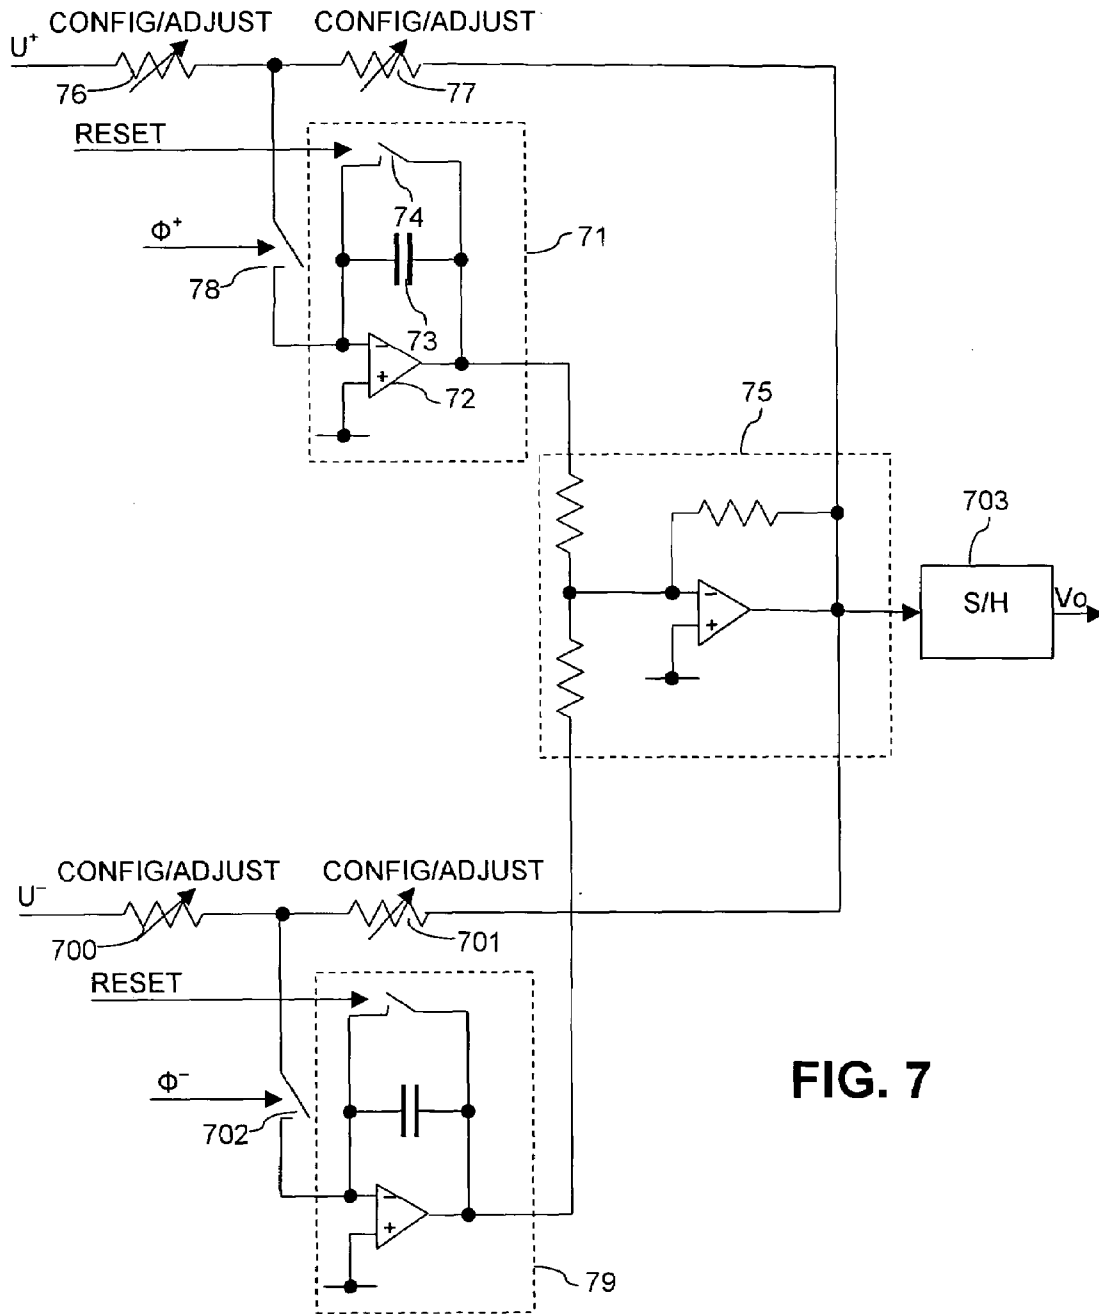 CONFIG/ADJUST CONFIG/ADJUST
U⁺
76 77
RESET
74
Φ⁺
71
78
73
72
75
703
S/H Vo
CONFIG/ADJUST CONFIG/ADJUST
U⁻
700 701
RESET
FIG. 7
Φ⁻
702
79